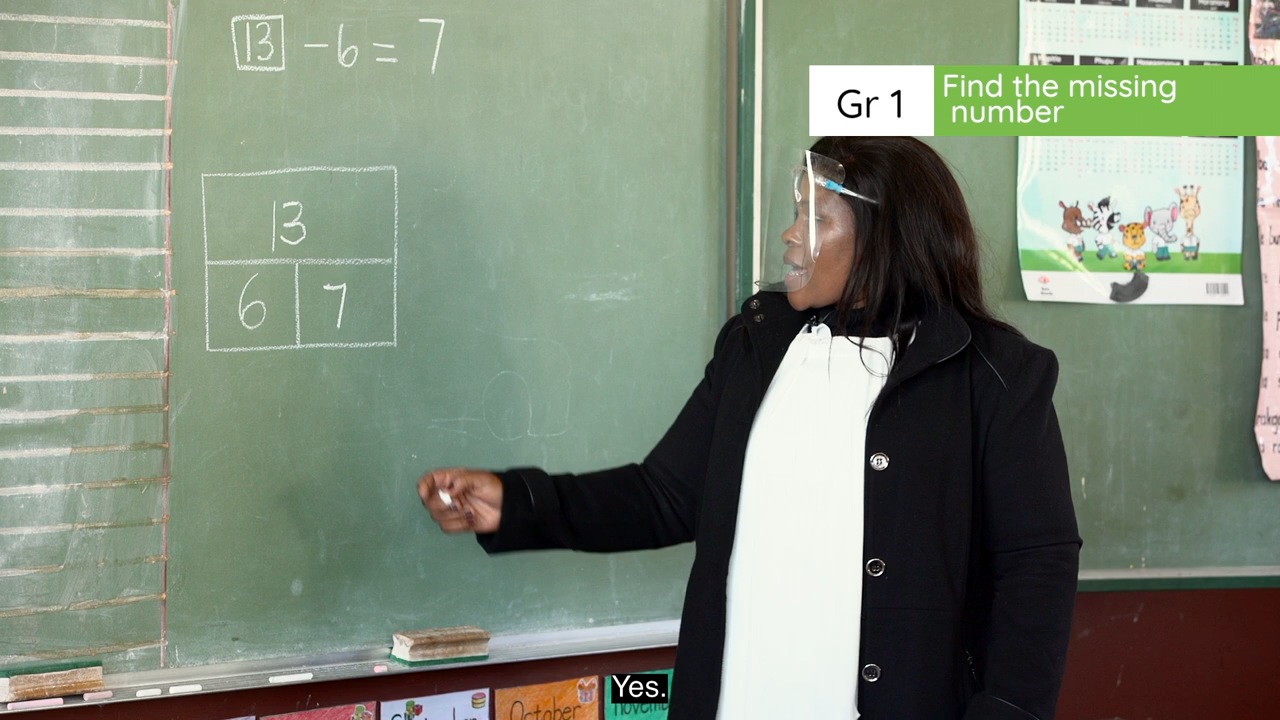 13 - 6 = 7
Gr 1
Find the missing
number
13
6 7
Yes.
October